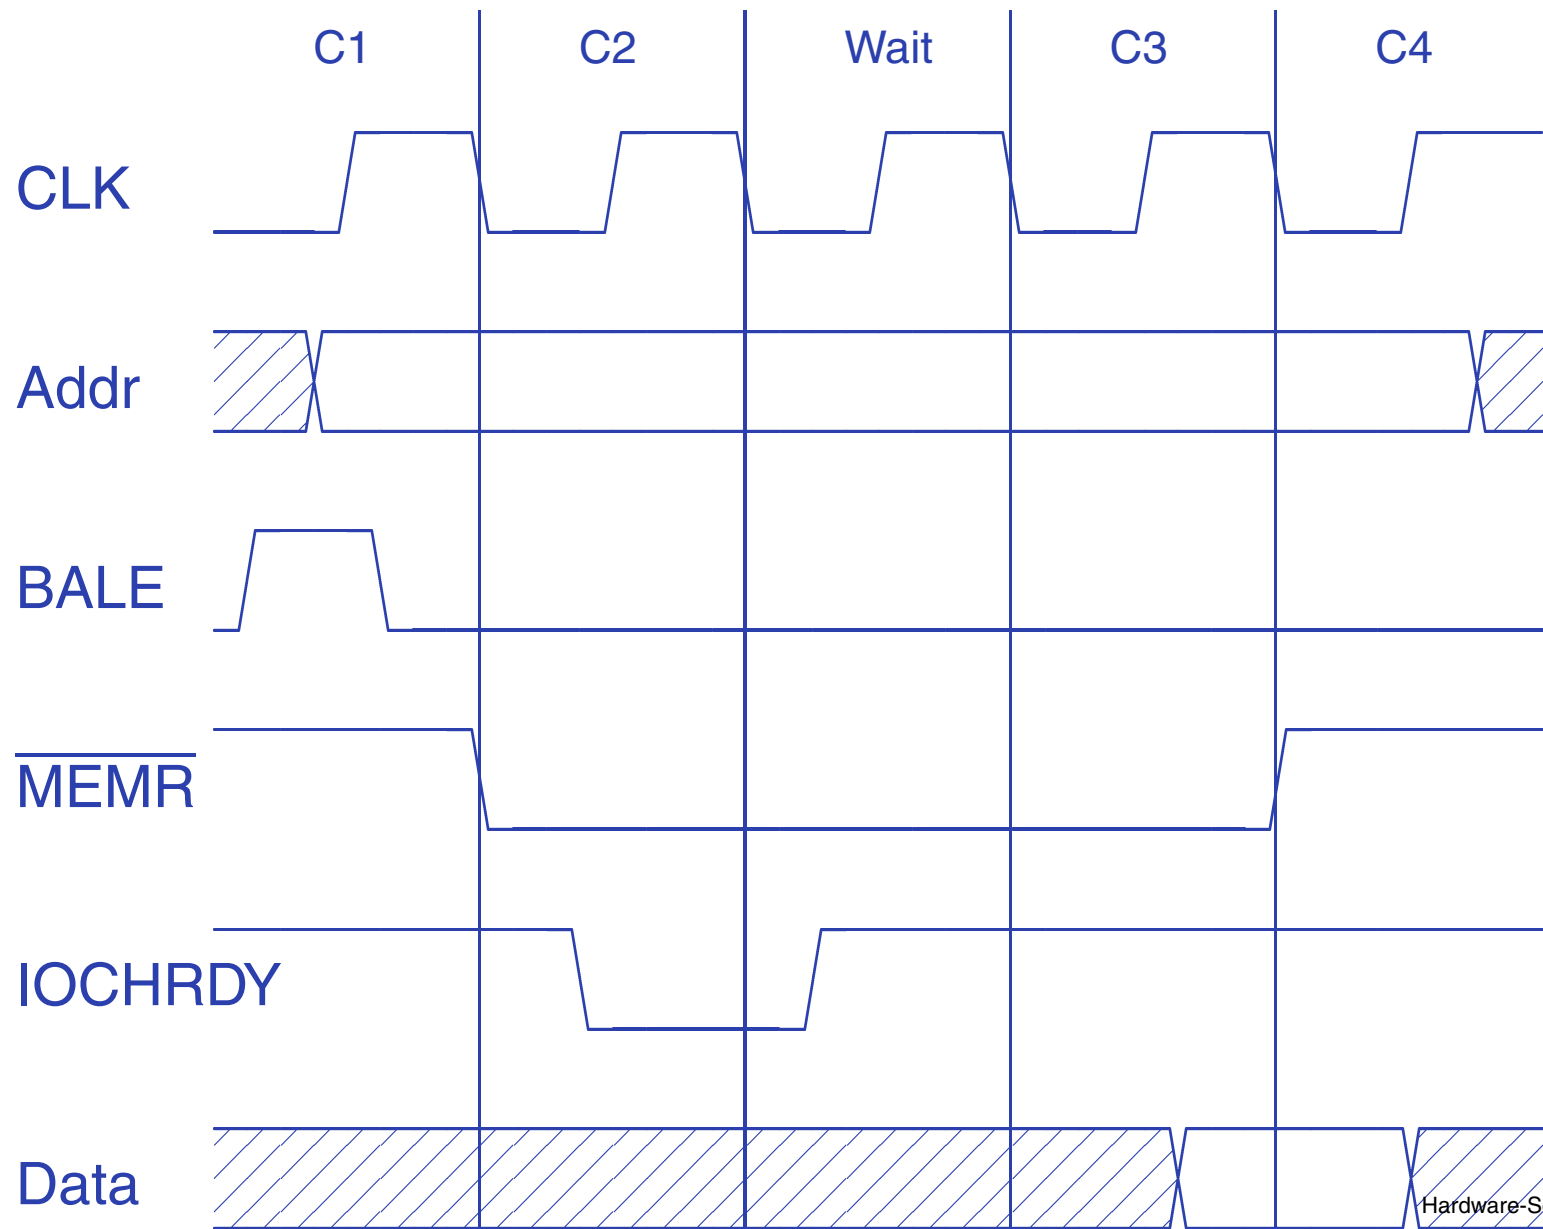 C1 C2 Wait C3 C4
CLK
Addr
BALE
MEMR
IOCHRDY
Data
Hardware-S